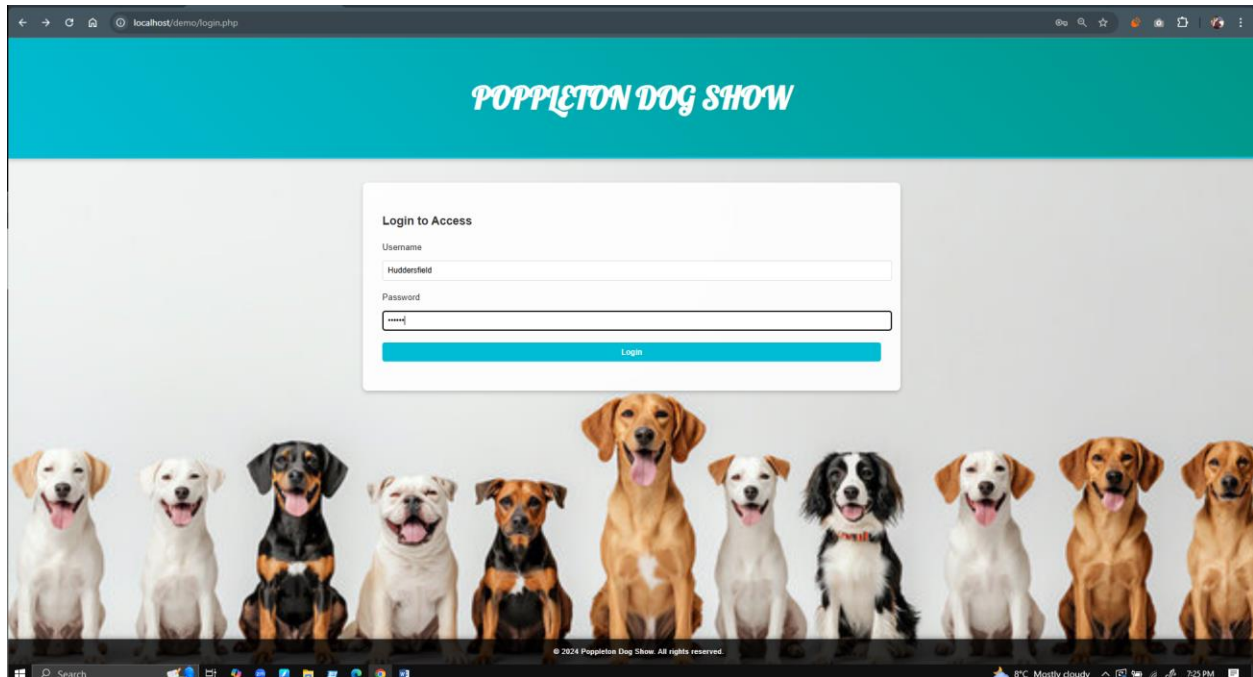 localhost/demo/login.php
POPPLETON DOG SHOW
Login to Access
Username
Huddersfield
Password
••••••
Login
© 2024 Poppleton Dog Show. All rights reserved.
Search
8°C Mostly cloudy
7:25 PM